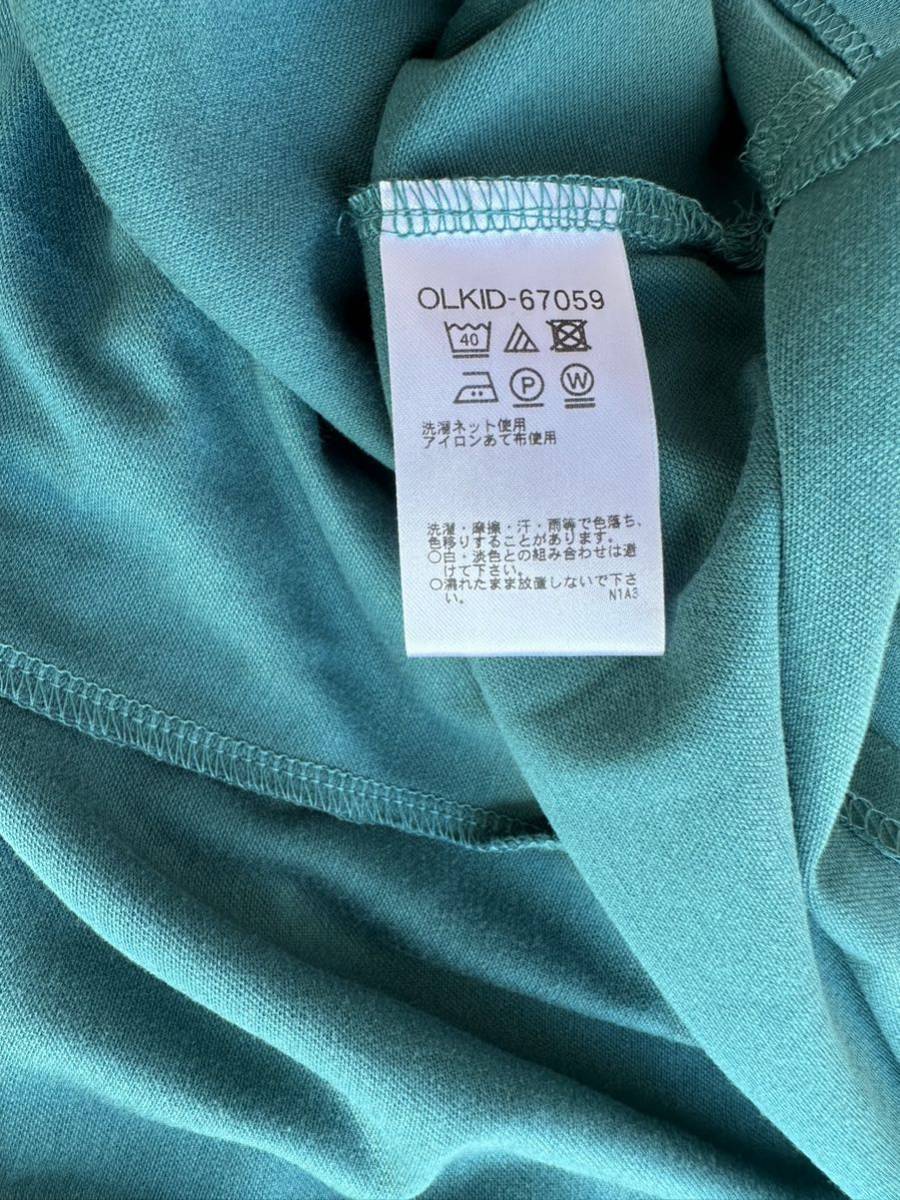 OLKID-67059
40
P W
洗濯ネット使用
アイロンあて布使用
洗濯・摩擦・汗・雨等で色落ち、
色移りすることがあります。
○白・淡色との組み合わせは避
けて下さい。
○濡れたまま放置しないで下さ
い。 N1A3